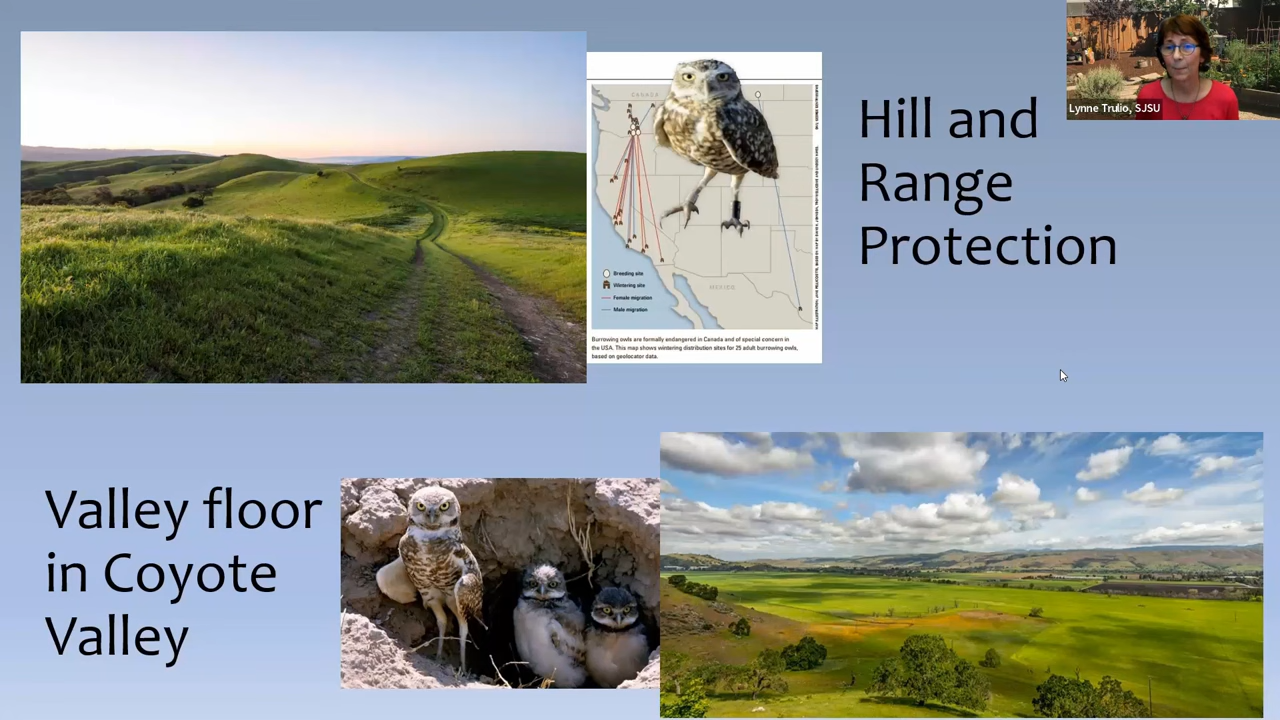 Hill and
Range
Protection
Lynne Trulio, SJSU
CANADA
MEXICO
Breeding site
Wintering site
Female migration
Male migration
Burrowing owls are formally endangered in Canada and of special concern in
the USA. This map shows wintering distribution sites for 25 adult burrowing owls,
based on geolocator data.
Valley floor
in Coyote
Valley